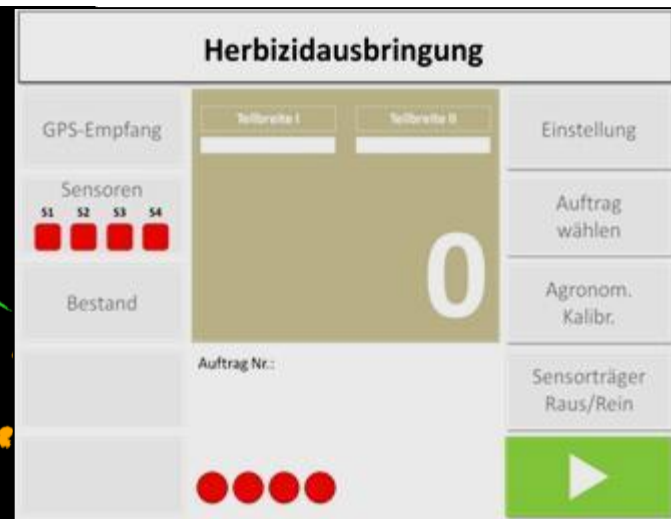 Herbizidausbringung
GPS-Empfang
Sensoren
S1 S2 S3 S4
Bestand
Teilbreite I
Teilbreite II
0
Auftrag Nr.:
Einstellung
Auftrag
wählen
Agronom.
Kalibr.
Sensorträger
Raus/Rein